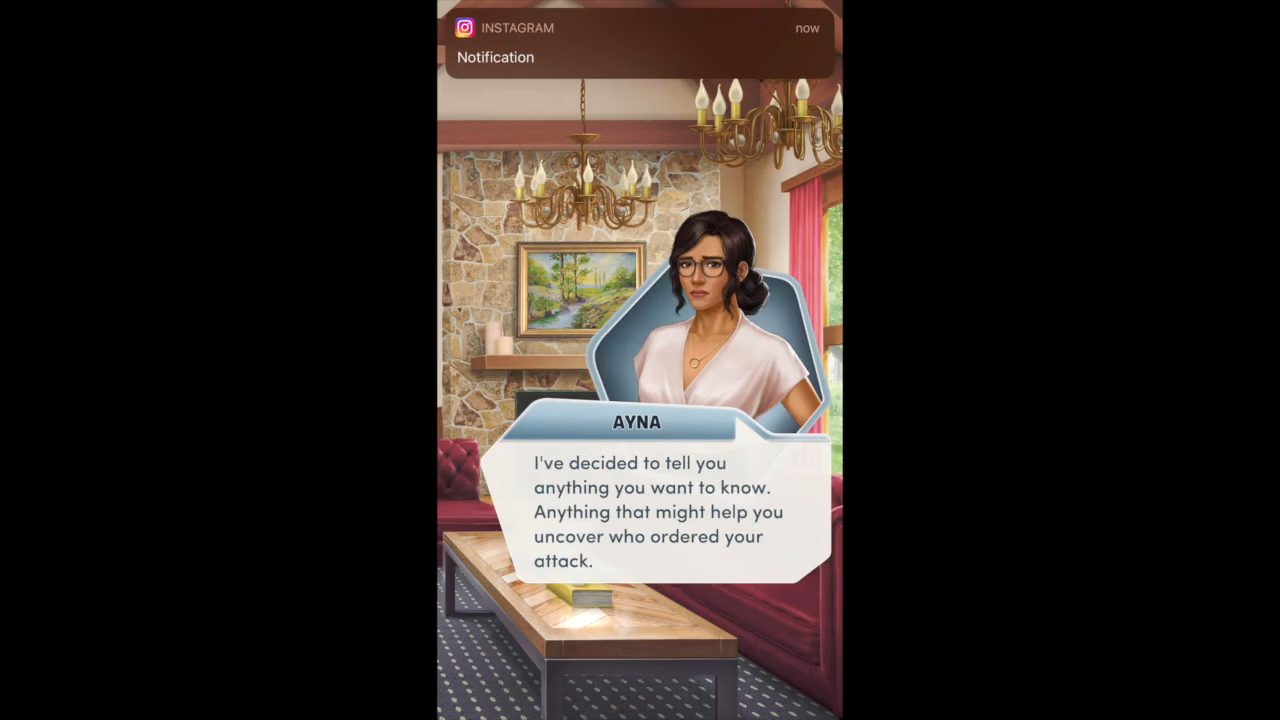 INSTAGRAM now
Notification
AYNA
I've decided to tell you
anything you want to know.
Anything that might help you
uncover who ordered your
attack.